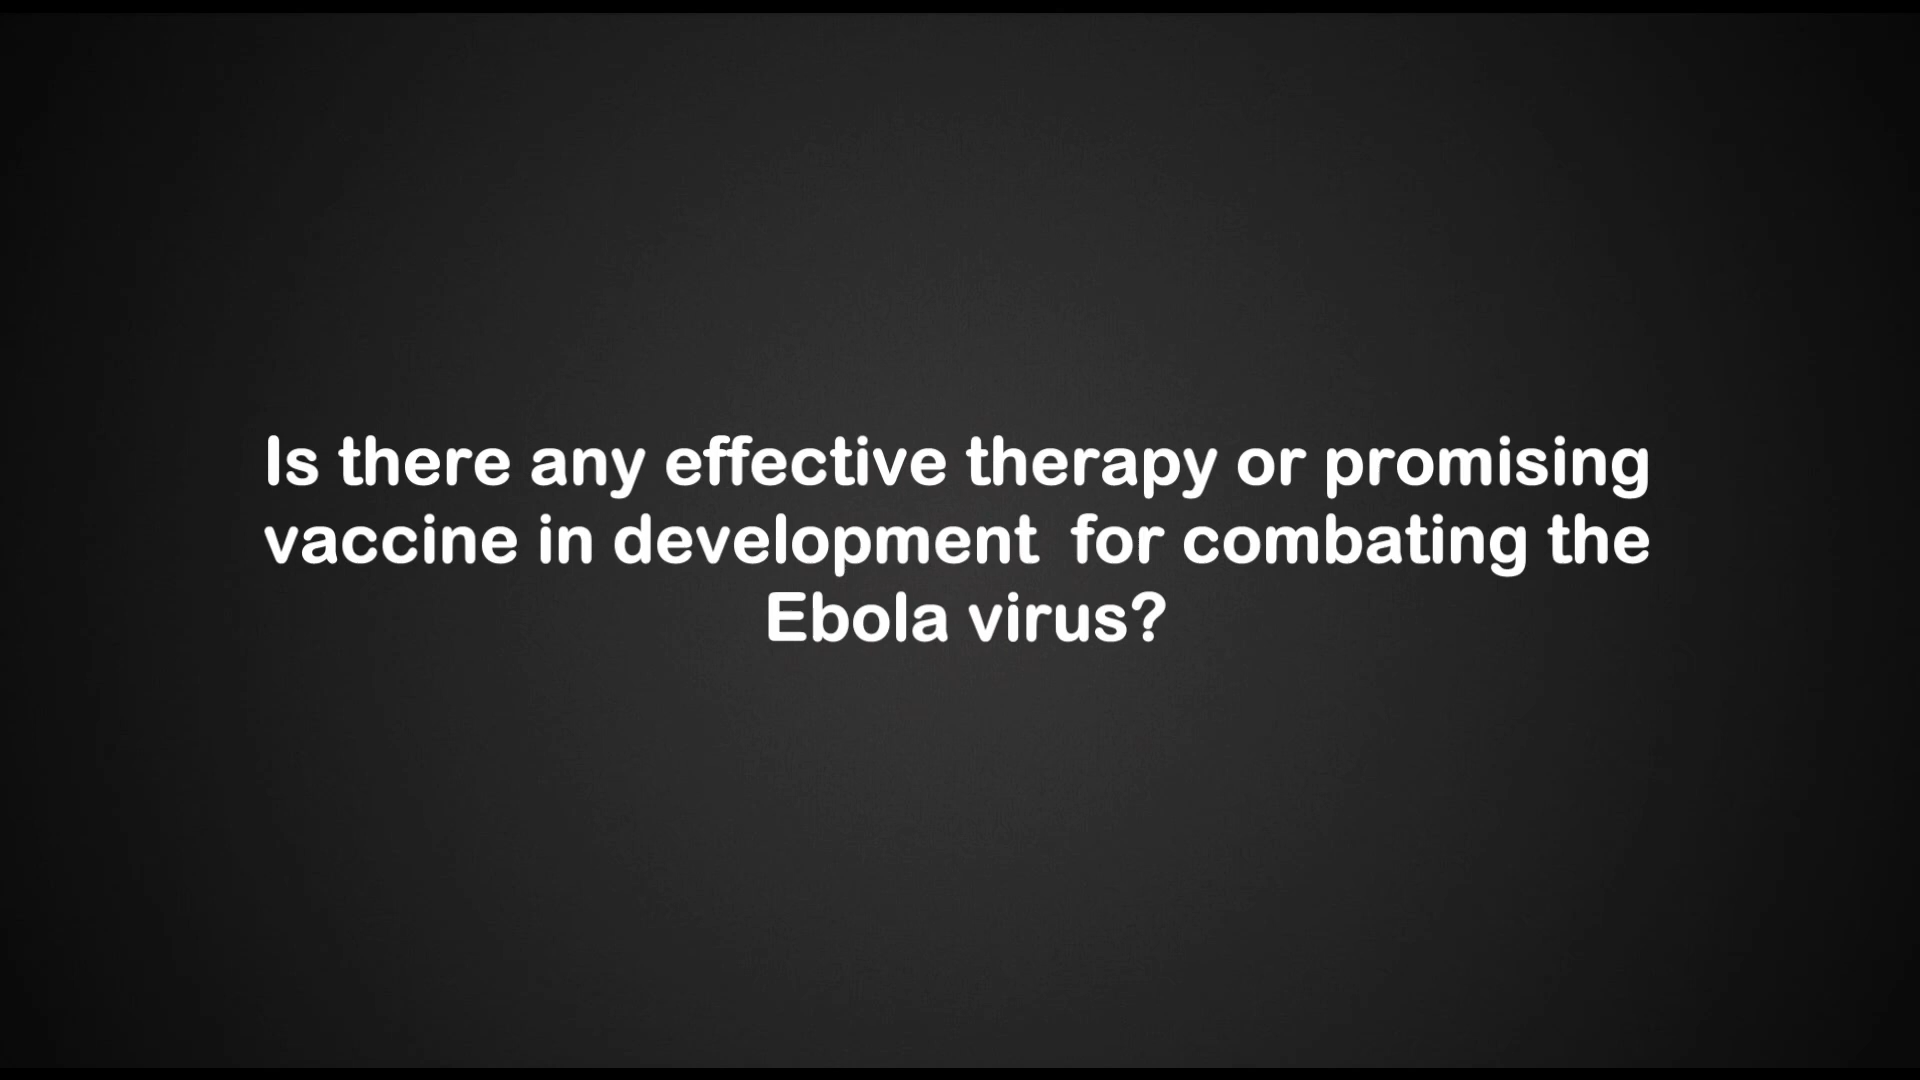 Is there any effective therapy or promising
vaccine in development  for combating the
Ebola virus?